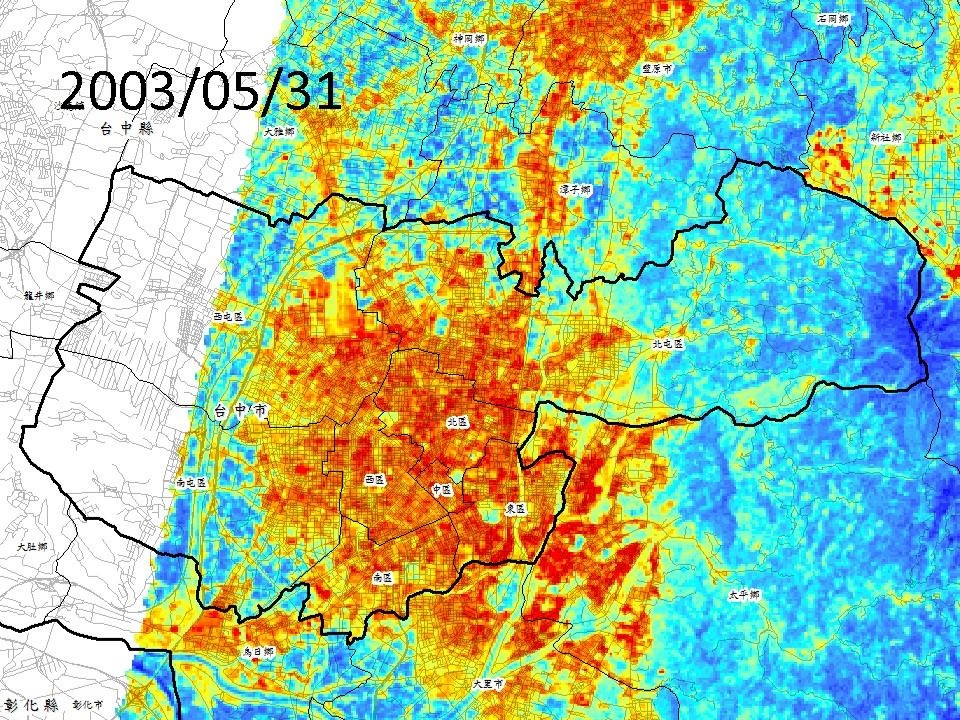 石岡鄉
神岡鄉
豐原市
2003/05/31
台中縣
大雅鄉
新社鄉
潭子鄉
龍井鄉
西屯區
北屯區
台中市
北區
西區
南屯區
中區
東區
大肚鄉
南區
太平鄉
烏日鄉
大里市
彰化縣 彰化市